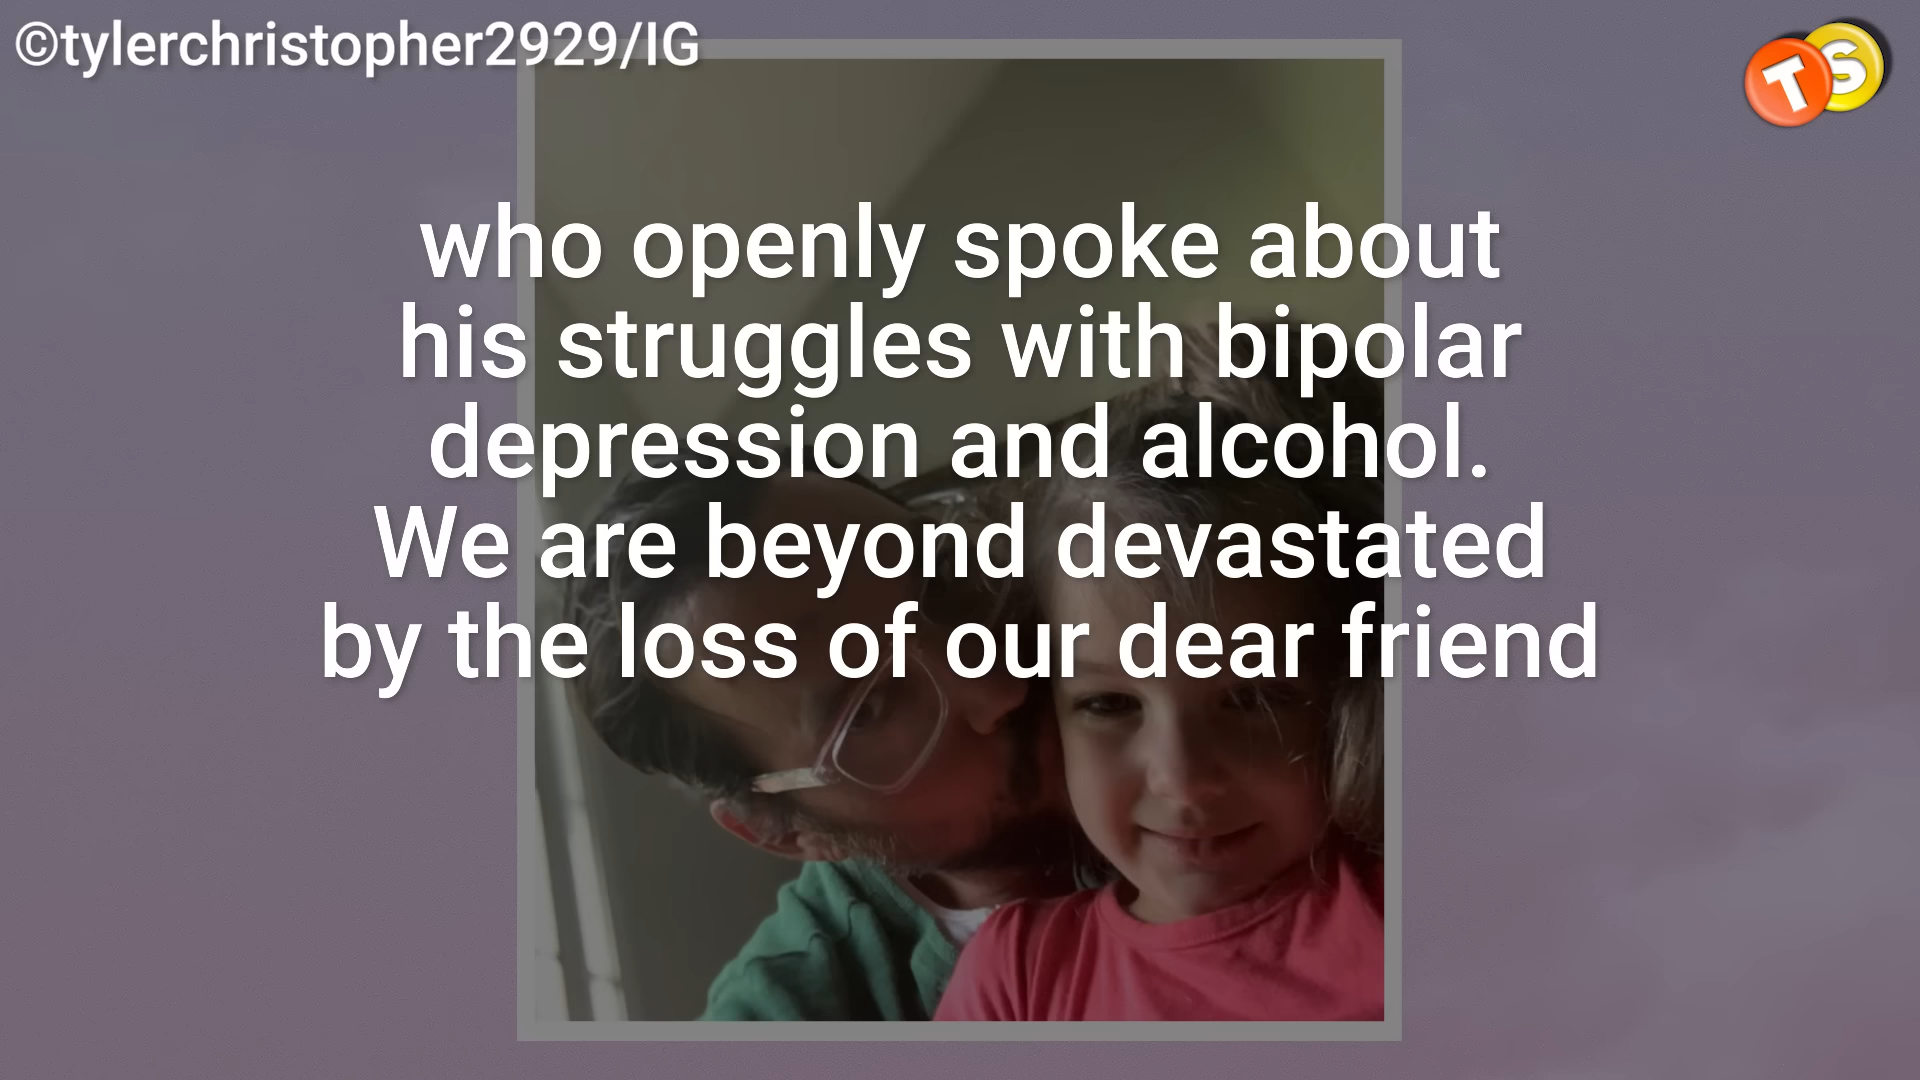 ©tylerchristopher2929/IG
TS
who openly spoke about
his struggles with bipolar
depression and alcohol.
We are beyond devastated
by the loss of our dear friend